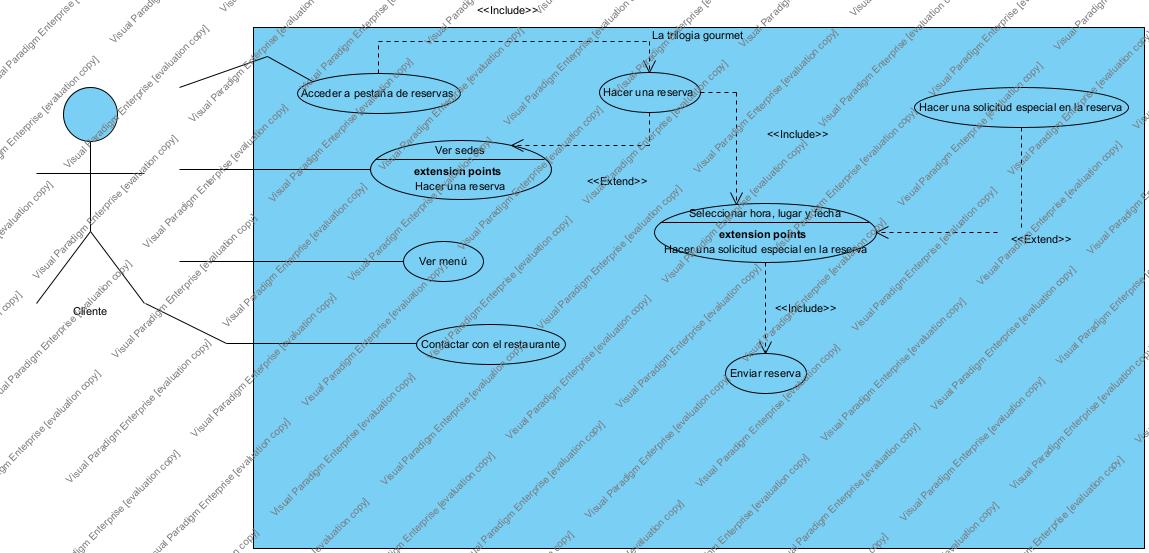 <<Include>>
La trilogia gourmet
Acceder a pestaña de reservas
Hacer una reserva
Hacer una solicitud especial en la reserva
<<Include>>
Ver sedes
extension points
Hacer una reserva
<<Extend>>
Seleccionar hora, lugar y fecha
extension points
Hacer una solicitud especial en la reserva
<<Extend>>
Ver menú
Cliente
<<Include>>
Contactar con el restaurante
Enviar reserva
Visual Paradigm Enterprise [evaluation copy]